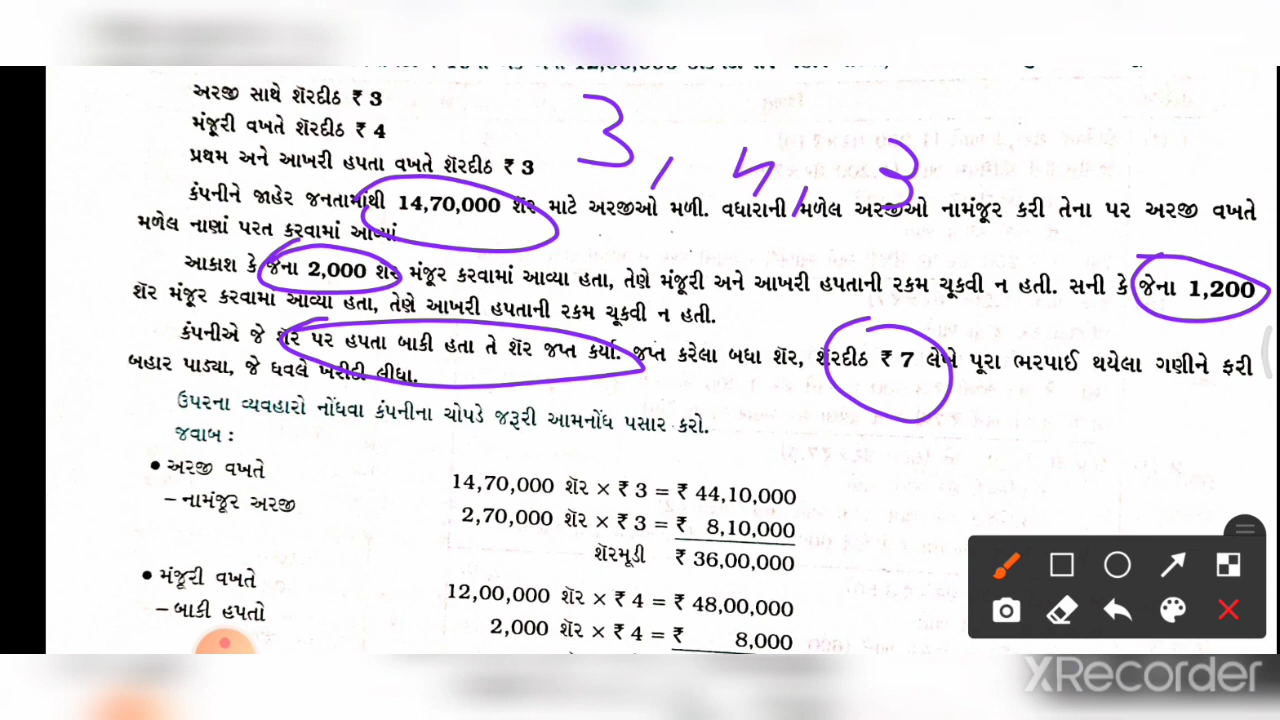 અરજી સાથે શૅરદીઠ ₹ 3
મંજૂરી વખતે શૅરદીઠ ₹ 4
પ્રથમ અને આખરી હપતા વખતે શૅરદીઠ ₹ 3
3, 4, 3
કંપનીને જાહેર જનતામાંથી 14,70,000 શૅર માટે અરજીઓ મળી. વધારાની મળેલ અરજીઓ નામંજૂર કરી તેના પર અરજી વખતે
મળેલ નાણાં પરત કરવામાં આવ્યાં
આકાશ કે જેના 2,000 શૅર મંજૂર કરવામાં આવ્યા હતા, તેણે મંજૂરી અને આખરી હપતાની રકમ ચૂકવી ન હતી. સની કે જેના 1,200
શૅર મંજૂર કરવામાં આવ્યા હતા, તેણે આખરી હપતાની રકમ ચૂકવી ન હતી.
કંપનીએ જે શૅર પર હપતા બાકી હતા તે શૅર જપ્ત કર્યા. જપ્ત કરેલા બધા શૅર, શૅરદીઠ ₹ 7 લેખે પૂરા ભરપાઈ થયેલા ગણીને ફરી
બહાર પાડ્યા, જે ધવલે ખરીદી લીધા.
ઉપરના વ્યવહારો નોંધવા કંપનીના ચોપડે જરૂરી આમનોંધ પસાર કરો.
જવાબ :
• અરજી વખતે 14,70,000 શૅર × ₹ 3 = ₹ 44,10,000
– નામંજૂર અરજી 2,70,000 શૅર × ₹ 3 = ₹ 8,10,000
શૅરમૂડી ₹ 36,00,000
• મંજૂરી વખતે 12,00,000 શૅર × ₹ 4 = ₹ 48,00,000
– બાકી હપતો 2,000 શૅર × ₹ 4 = ₹ 8,000
XRecorder